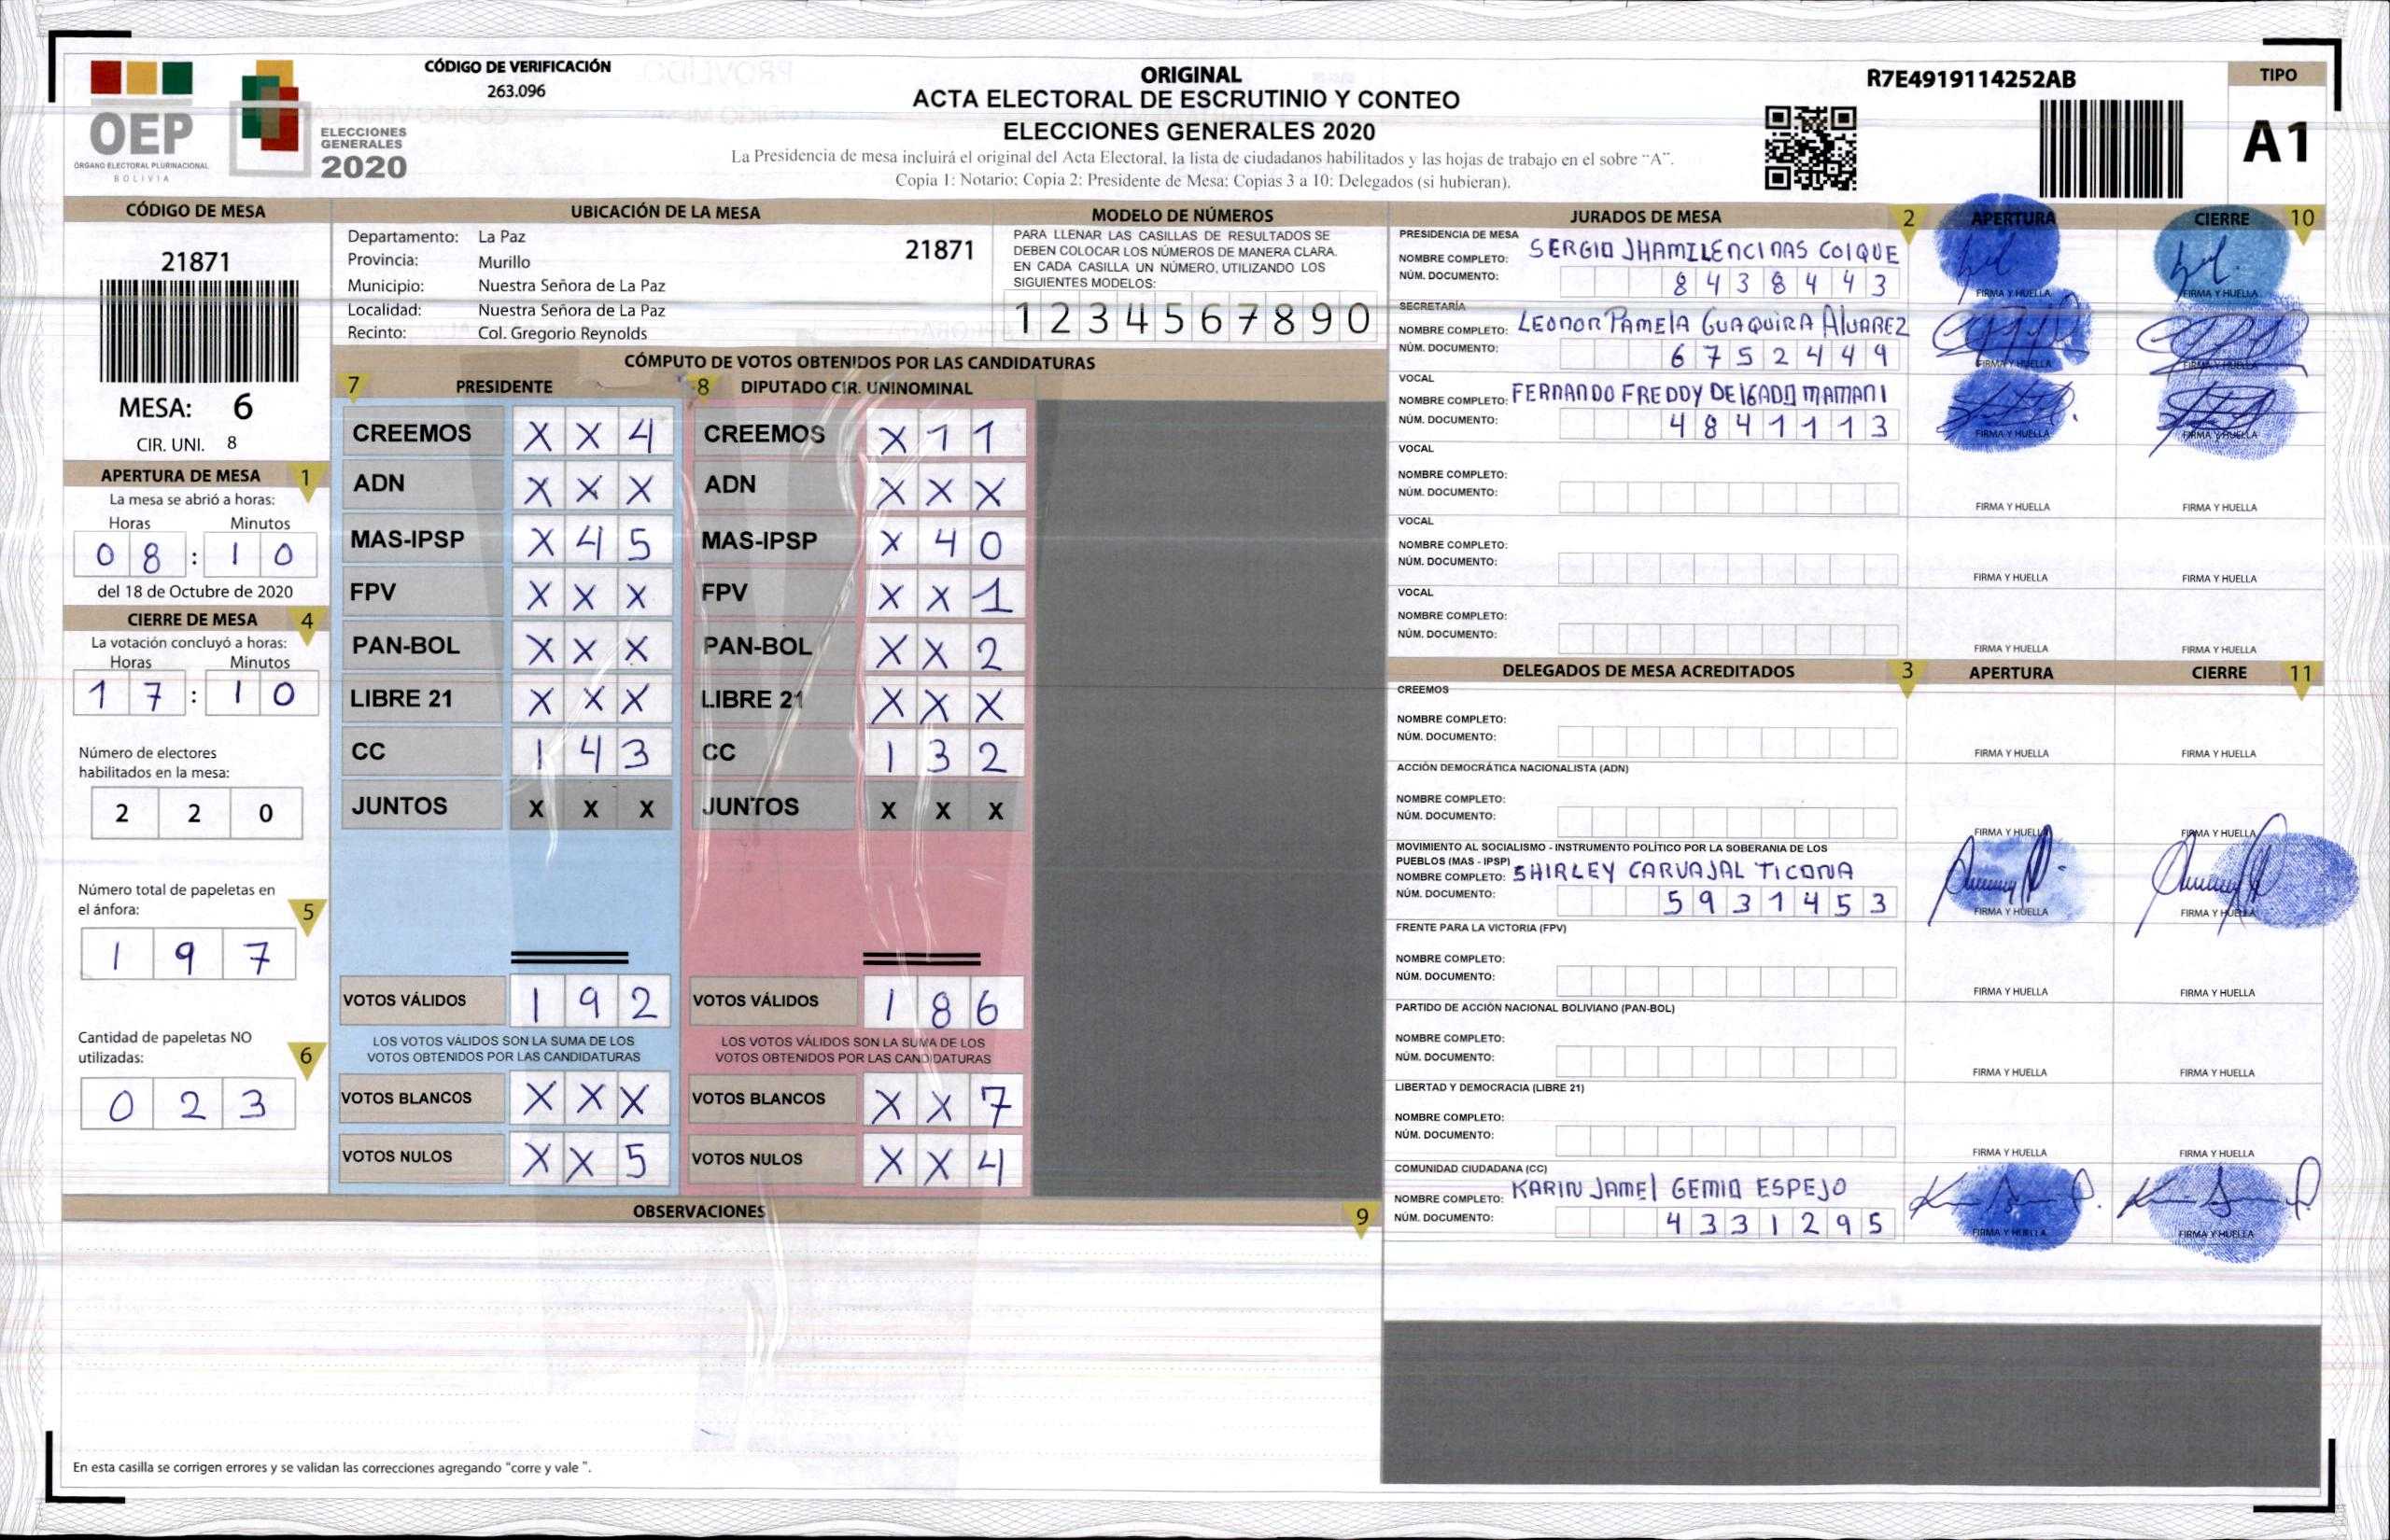 CÓDIGO DE VERIFICACIÓN
263.096
OEP
ÓRGANO ELECTORAL PLURINACIONAL
BOLIVIA
ELECCIONES
GENERALES
2020
ORIGINAL
ACTA ELECTORAL DE ESCRUTINIO Y CONTEO
ELECCIONES GENERALES 2020
La Presidencia de mesa incluirá el original del Acta Electoral, la lista de ciudadanos habilitados y las hojas de trabajo en el sobre "A".
Copia 1: Notario; Copia 2: Presidente de Mesa; Copias 3 a 10: Delegados (si hubieran).
R7E4919114252AB
TIPO
A1
CÓDIGO DE MESA
21871
MESA: 6
CIR. UNI. 8
APERTURA DE MESA 1
La mesa se abrió a horas:
Horas Minutos
0 8 : 1 0
del 18 de Octubre de 2020
CIERRE DE MESA 4
La votación concluyó a horas:
Horas Minutos
1 7 : 1 0
Número de electores
habilitados en la mesa:
2 2 0
Número total de papeletas en
el ánfora: 5
1 9 7
Cantidad de papeletas NO
utilizadas: 6
0 2 3
UBICACIÓN DE LA MESA
Departamento: La Paz 21871
Provincia: Murillo
Municipio: Nuestra Señora de La Paz
Localidad: Nuestra Señora de La Paz
Recinto: Col. Gregorio Reynolds
MODELO DE NÚMEROS
PARA LLENAR LAS CASILLAS DE RESULTADOS SE
DEBEN COLOCAR LOS NÚMEROS DE MANERA CLARA.
EN CADA CASILLA UN NÚMERO, UTILIZANDO LOS
SIGUIENTES MODELOS:
1 2 3 4 5 6 7 8 9 0
CÓMPUTO DE VOTOS OBTENIDOS POR LAS CANDIDATURAS
7 PRESIDENTE 8 DIPUTADO CIR. UNINOMINAL
CREEMOS X X 4 CREEMOS X 1 1
ADN X X X ADN X X X
MAS-IPSP X 4 5 MAS-IPSP X 4 0
FPV X X X FPV X X 1
PAN-BOL X X X PAN-BOL X X 2
LIBRE 21 X X X LIBRE 21 X X X
CC 1 4 3 CC 1 3 2
JUNTOS X X X JUNTOS X X X
VOTOS VÁLIDOS 1 9 2 VOTOS VÁLIDOS 1 8 6
LOS VOTOS VÁLIDOS SON LA SUMA DE LOS LOS VOTOS VÁLIDOS SON LA SUMA DE LOS
VOTOS OBTENIDOS POR LAS CANDIDATURAS VOTOS OBTENIDOS POR LAS CANDIDATURAS
VOTOS BLANCOS X X X VOTOS BLANCOS X X 7
VOTOS NULOS X X 5 VOTOS NULOS X X 4
OBSERVACIONES 9
En esta casilla se corrigen errores y se validan las correcciones agregando "corre y vale ".
JURADOS DE MESA 2 APERTURA CIERRE 10
PRESIDENCIA DE MESA
NOMBRE COMPLETO: SERGIO JHAMIL ENCINAS COIQUE
NÚM. DOCUMENTO: 8 4 3 8 4 4 3 FIRMA Y HUELLA FIRMA Y HUELLA
SECRETARÍA
NOMBRE COMPLETO: LEONOR PAMELA GUAQUIRA ALVAREZ
NÚM. DOCUMENTO: 6 7 5 2 4 4 9 FIRMA Y HUELLA FIRMA Y HUELLA
VOCAL
NOMBRE COMPLETO: FERNANDO FREDDY DELGADO MAMANI
NÚM. DOCUMENTO: 4 8 4 1 1 1 3 FIRMA Y HUELLA FIRMA Y HUELLA
VOCAL
NOMBRE COMPLETO:
NÚM. DOCUMENTO: FIRMA Y HUELLA FIRMA Y HUELLA
VOCAL
NOMBRE COMPLETO:
NÚM. DOCUMENTO: FIRMA Y HUELLA FIRMA Y HUELLA
VOCAL
NOMBRE COMPLETO:
NÚM. DOCUMENTO: FIRMA Y HUELLA FIRMA Y HUELLA
DELEGADOS DE MESA ACREDITADOS 3 APERTURA CIERRE 11
CREEMOS
NOMBRE COMPLETO:
NÚM. DOCUMENTO: FIRMA Y HUELLA FIRMA Y HUELLA
ACCIÓN DEMOCRÁTICA NACIONALISTA (ADN)
NOMBRE COMPLETO:
NÚM. DOCUMENTO: FIRMA Y HUELLA FIRMA Y HUELLA
MOVIMIENTO AL SOCIALISMO - INSTRUMENTO POLÍTICO POR LA SOBERANIA DE LOS
PUEBLOS (MAS - IPSP)
NOMBRE COMPLETO: SHIRLEY CARVAJAL TICONA
NÚM. DOCUMENTO: 5 9 3 1 4 5 3 FIRMA Y HUELLA FIRMA Y HUELLA
FRENTE PARA LA VICTORIA (FPV)
NOMBRE COMPLETO:
NÚM. DOCUMENTO: FIRMA Y HUELLA FIRMA Y HUELLA
PARTIDO DE ACCIÓN NACIONAL BOLIVIANO (PAN-BOL)
NOMBRE COMPLETO:
NÚM. DOCUMENTO: FIRMA Y HUELLA FIRMA Y HUELLA
LIBERTAD Y DEMOCRACIA (LIBRE 21)
NOMBRE COMPLETO:
NÚM. DOCUMENTO: FIRMA Y HUELLA FIRMA Y HUELLA
COMUNIDAD CIUDADANA (CC)
NOMBRE COMPLETO: KARIN JAMEL GEMIO ESPEJO
NÚM. DOCUMENTO: 4 3 3 1 2 9 5 FIRMA Y HUELLA FIRMA Y HUELLA